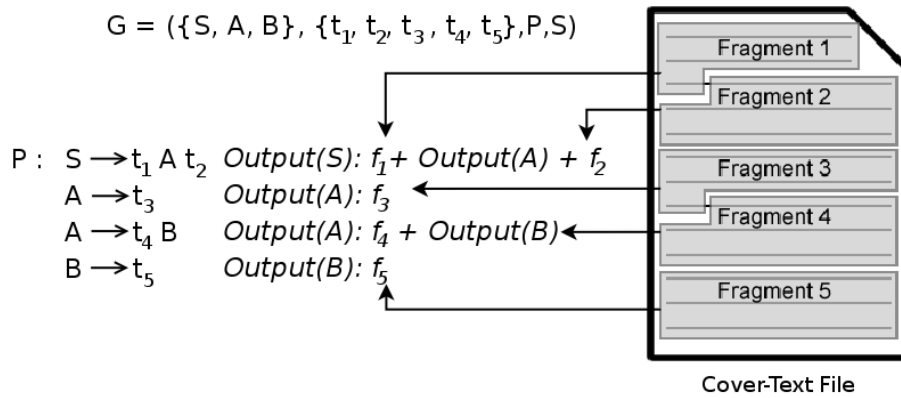 G = ({S, A, B}, {t₁, t₂, t₃ , t₄, t₅},P,S)
Fragment 1
Fragment 2
P : S → t₁ A t₂ Output(S): f₁+ Output(A) + f₂
Fragment 3
A → t₃ Output(A): f₃
Fragment 4
A → t₄ B Output(A): f₄ + Output(B)
B → t₅ Output(B): f₅
Fragment 5
Cover-Text File